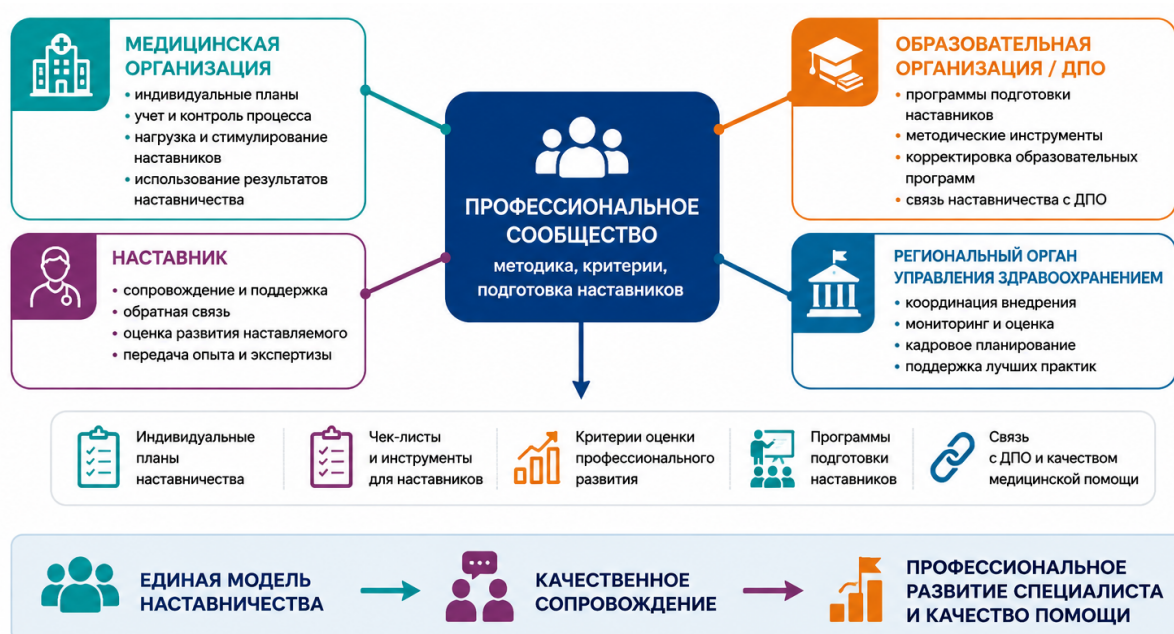 МЕДИЦИНСКАЯ
ОРГАНИЗАЦИЯ
• индивидуальные планы
• учет и контроль процесса
• нагрузка и стимулирование
наставников
• использование результатов
наставничества
НАСТАВНИК
• сопровождение и поддержка
• обратная связь
• оценка развития наставляемого
• передача опыта и экспертизы
ПРОФЕССИОНАЛЬНОЕ
СООБЩЕСТВО
методика, критерии,
подготовка наставников
ОБРАЗОВАТЕЛЬНАЯ
ОРГАНИЗАЦИЯ / ДПО
• программы подготовки
наставников
• методические инструменты
• корректировка образовательных
программ
• связь наставничества с ДПО
РЕГИОНАЛЬНЫЙ ОРГАН
УПРАВЛЕНИЯ ЗДРАВООХРАНЕНИЕМ
• координация внедрения
• мониторинг и оценка
• кадровое планирование
• поддержка лучших практик
Индивидуальные
планы
наставничества
Чек-листы
и инструменты
для наставников
Критерии оценки
профессионального
развития
Программы
подготовки
наставников
Связь
с ДПО и качеством
медицинской помощи
ЕДИНАЯ МОДЕЛЬ
НАСТАВНИЧЕСТВА
КАЧЕСТВЕННОЕ
СОПРОВОЖДЕНИЕ
ПРОФЕССИОНАЛЬНОЕ
РАЗВИТИЕ СПЕЦИАЛИСТА
И КАЧЕСТВО ПОМОЩИ